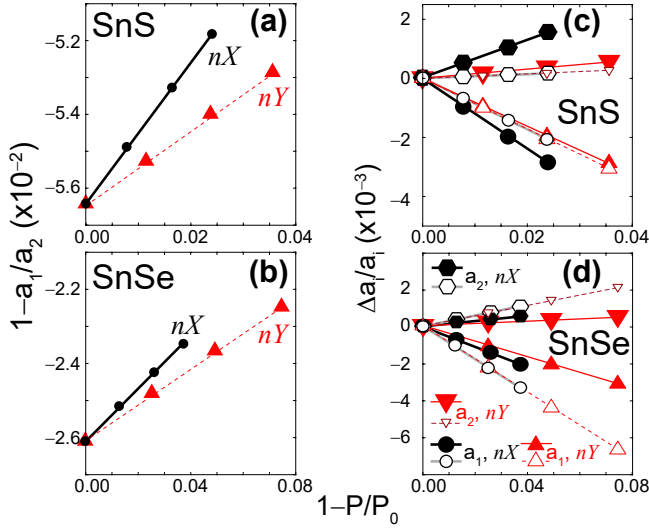 SnS (a)
-5.2
nX
-5.4
nY
-5.6
0.00 0.02 0.04
SnSe (b)
-2.2
nX
nY
-2.4
-2.6
0.00 0.04 0.08
1−a₁/a₂ (x10⁻²)
(c)
2
0
SnS
−2
−4
0.00 0.02 0.04
a₂, nX (d)
2
0
SnSe
−2
−4
a₂, nY
−6
a₁, nX a₁, nY
0.00 0.04 0.08
Δaᵢ/aᵢ (x10⁻³)
1−P/P₀